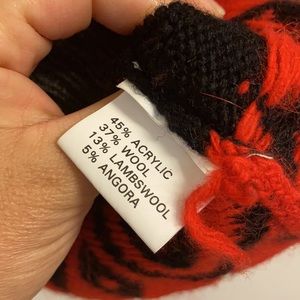 45% ACRYLIC
37% WOOL
13% LAMBSWOOL
5% ANGORA